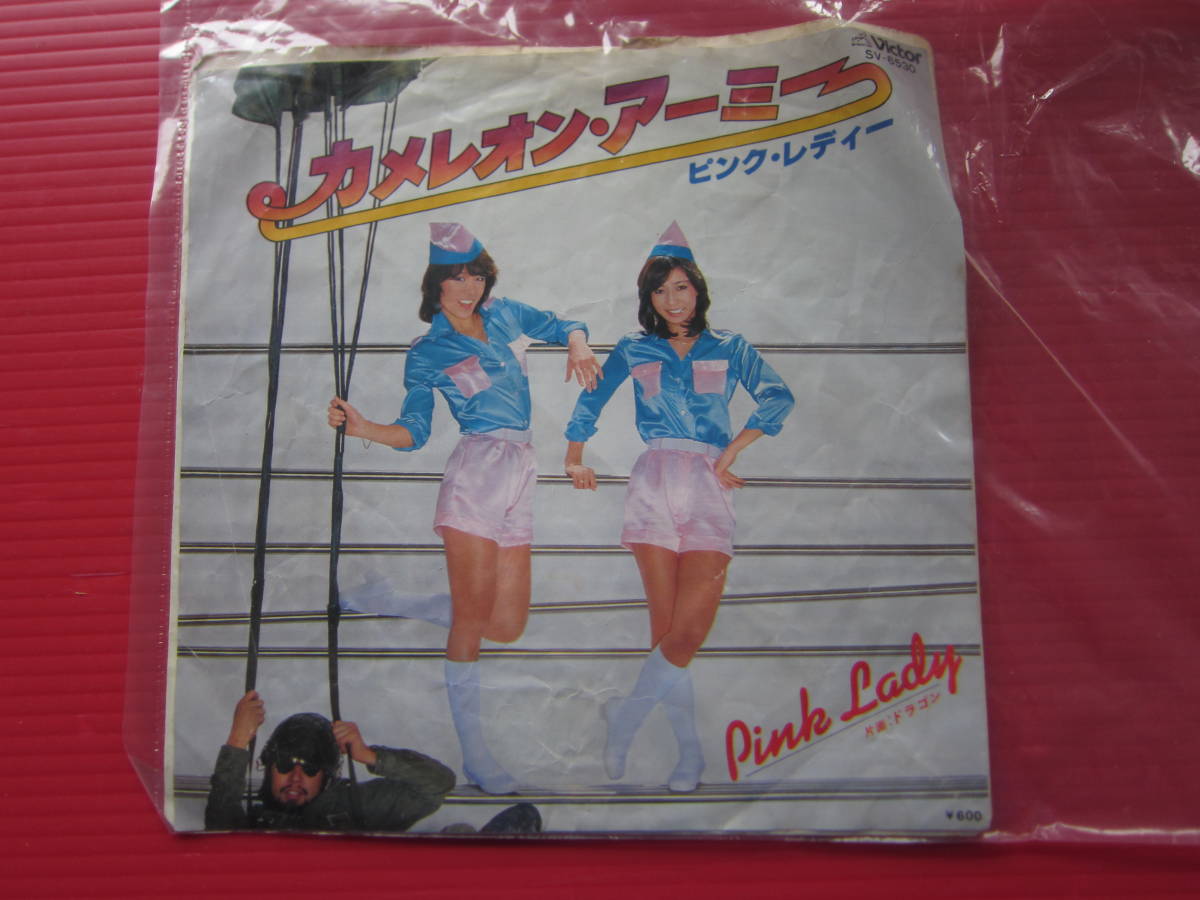 Victor
SV-6530
カメレオン・アーミー
ピンク・レディー
Pink Lady
片面:ドラゴン
¥600